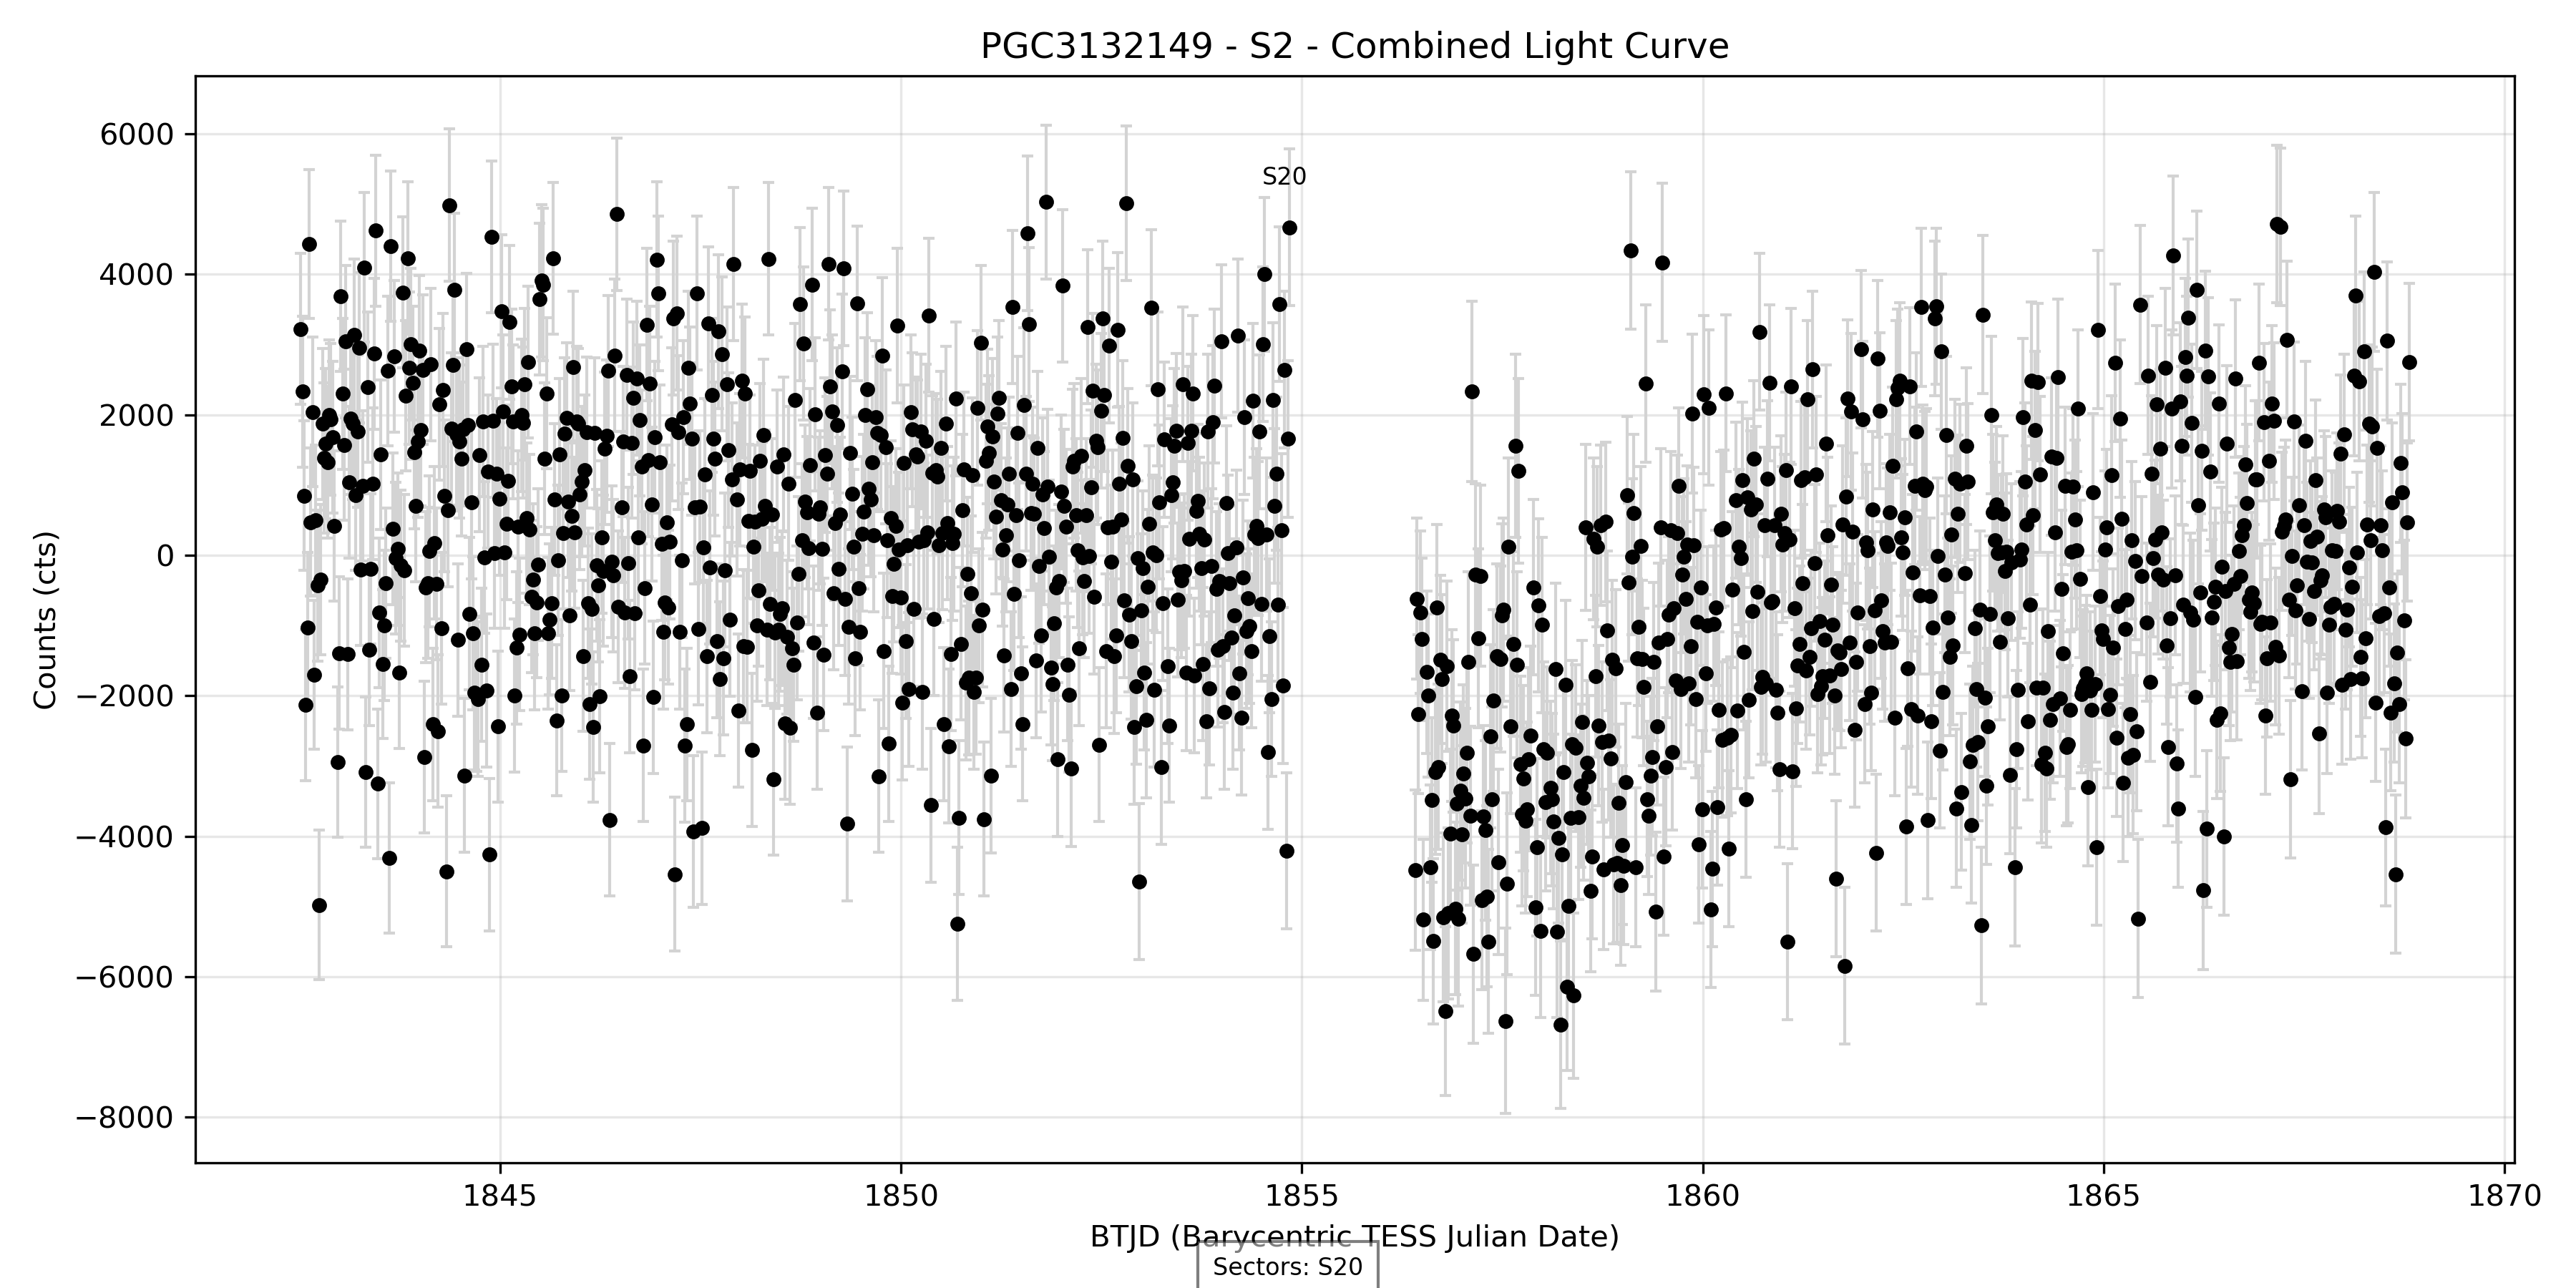 PGC3132149 - S2 - Combined Light Curve
Counts (cts)
6000
4000
2000
0
−2000
−4000
−6000
−8000
S20
1845
1850
1855
1860
1865
1870
BTJD (Barycentric TESS Julian Date)
Sectors: S20